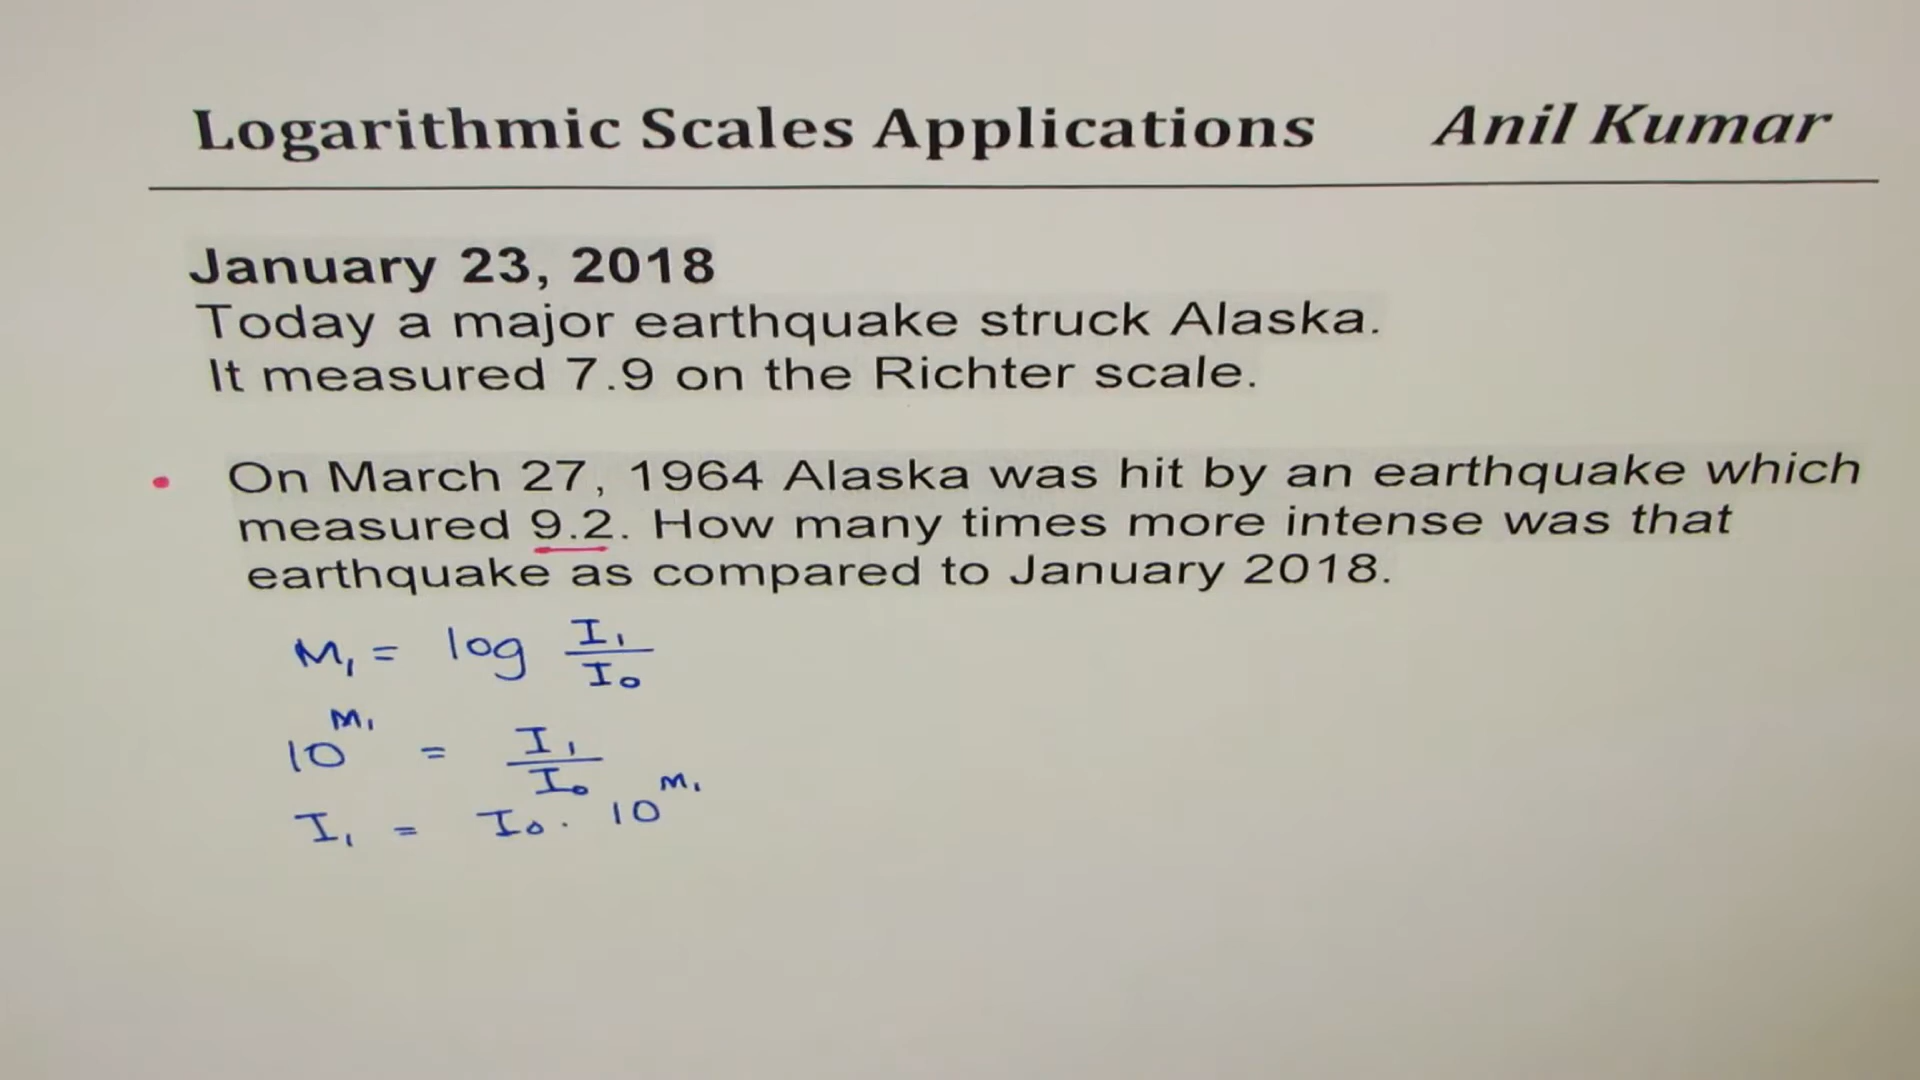 Logarithmic Scales Applications Anil Kumar
January 23, 2018
Today a major earthquake struck Alaska.
It measured 7.9 on the Richter scale.
• On March 27, 1964 Alaska was hit by an earthquake which
measured 9.2. How many times more intense was that
earthquake as compared to January 2018.
M₁ = log I₁/I₀
10^M₁ = I₁/I₀
I₁ = I₀ · 10^M₁